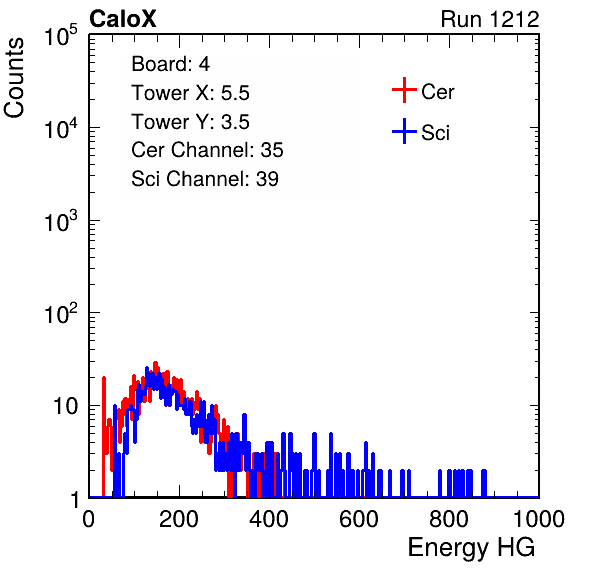 CaloX Run 1212
Counts
Board: 4
Tower X: 5.5
Tower Y: 3.5
Cer Channel: 35
Sci Channel: 39
Cer
Sci
10^5
10^4
10^3
10^2
10
1
0 200 400 600 800 1000
Energy HG